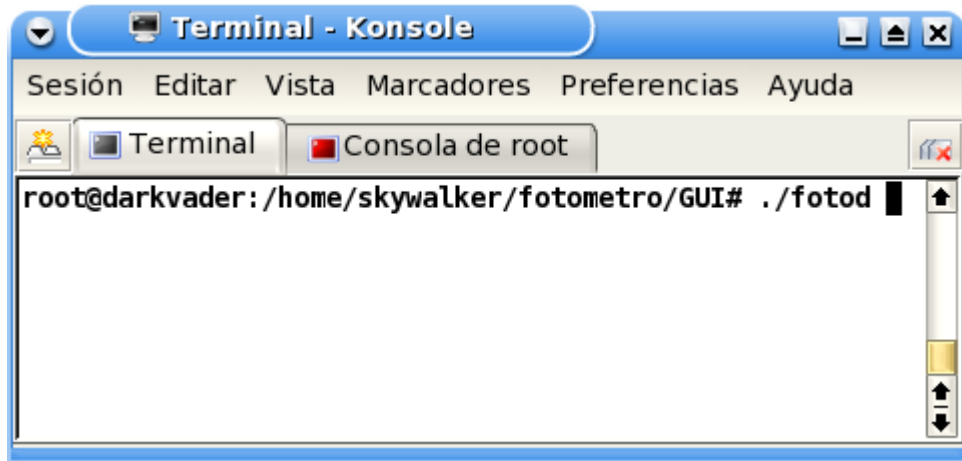 Terminal - Konsole
Sesión Editar Vista Marcadores Preferencias Ayuda
Terminal Consola de root
root@darkvader:/home/skywalker/fotometro/GUI# ./fotod